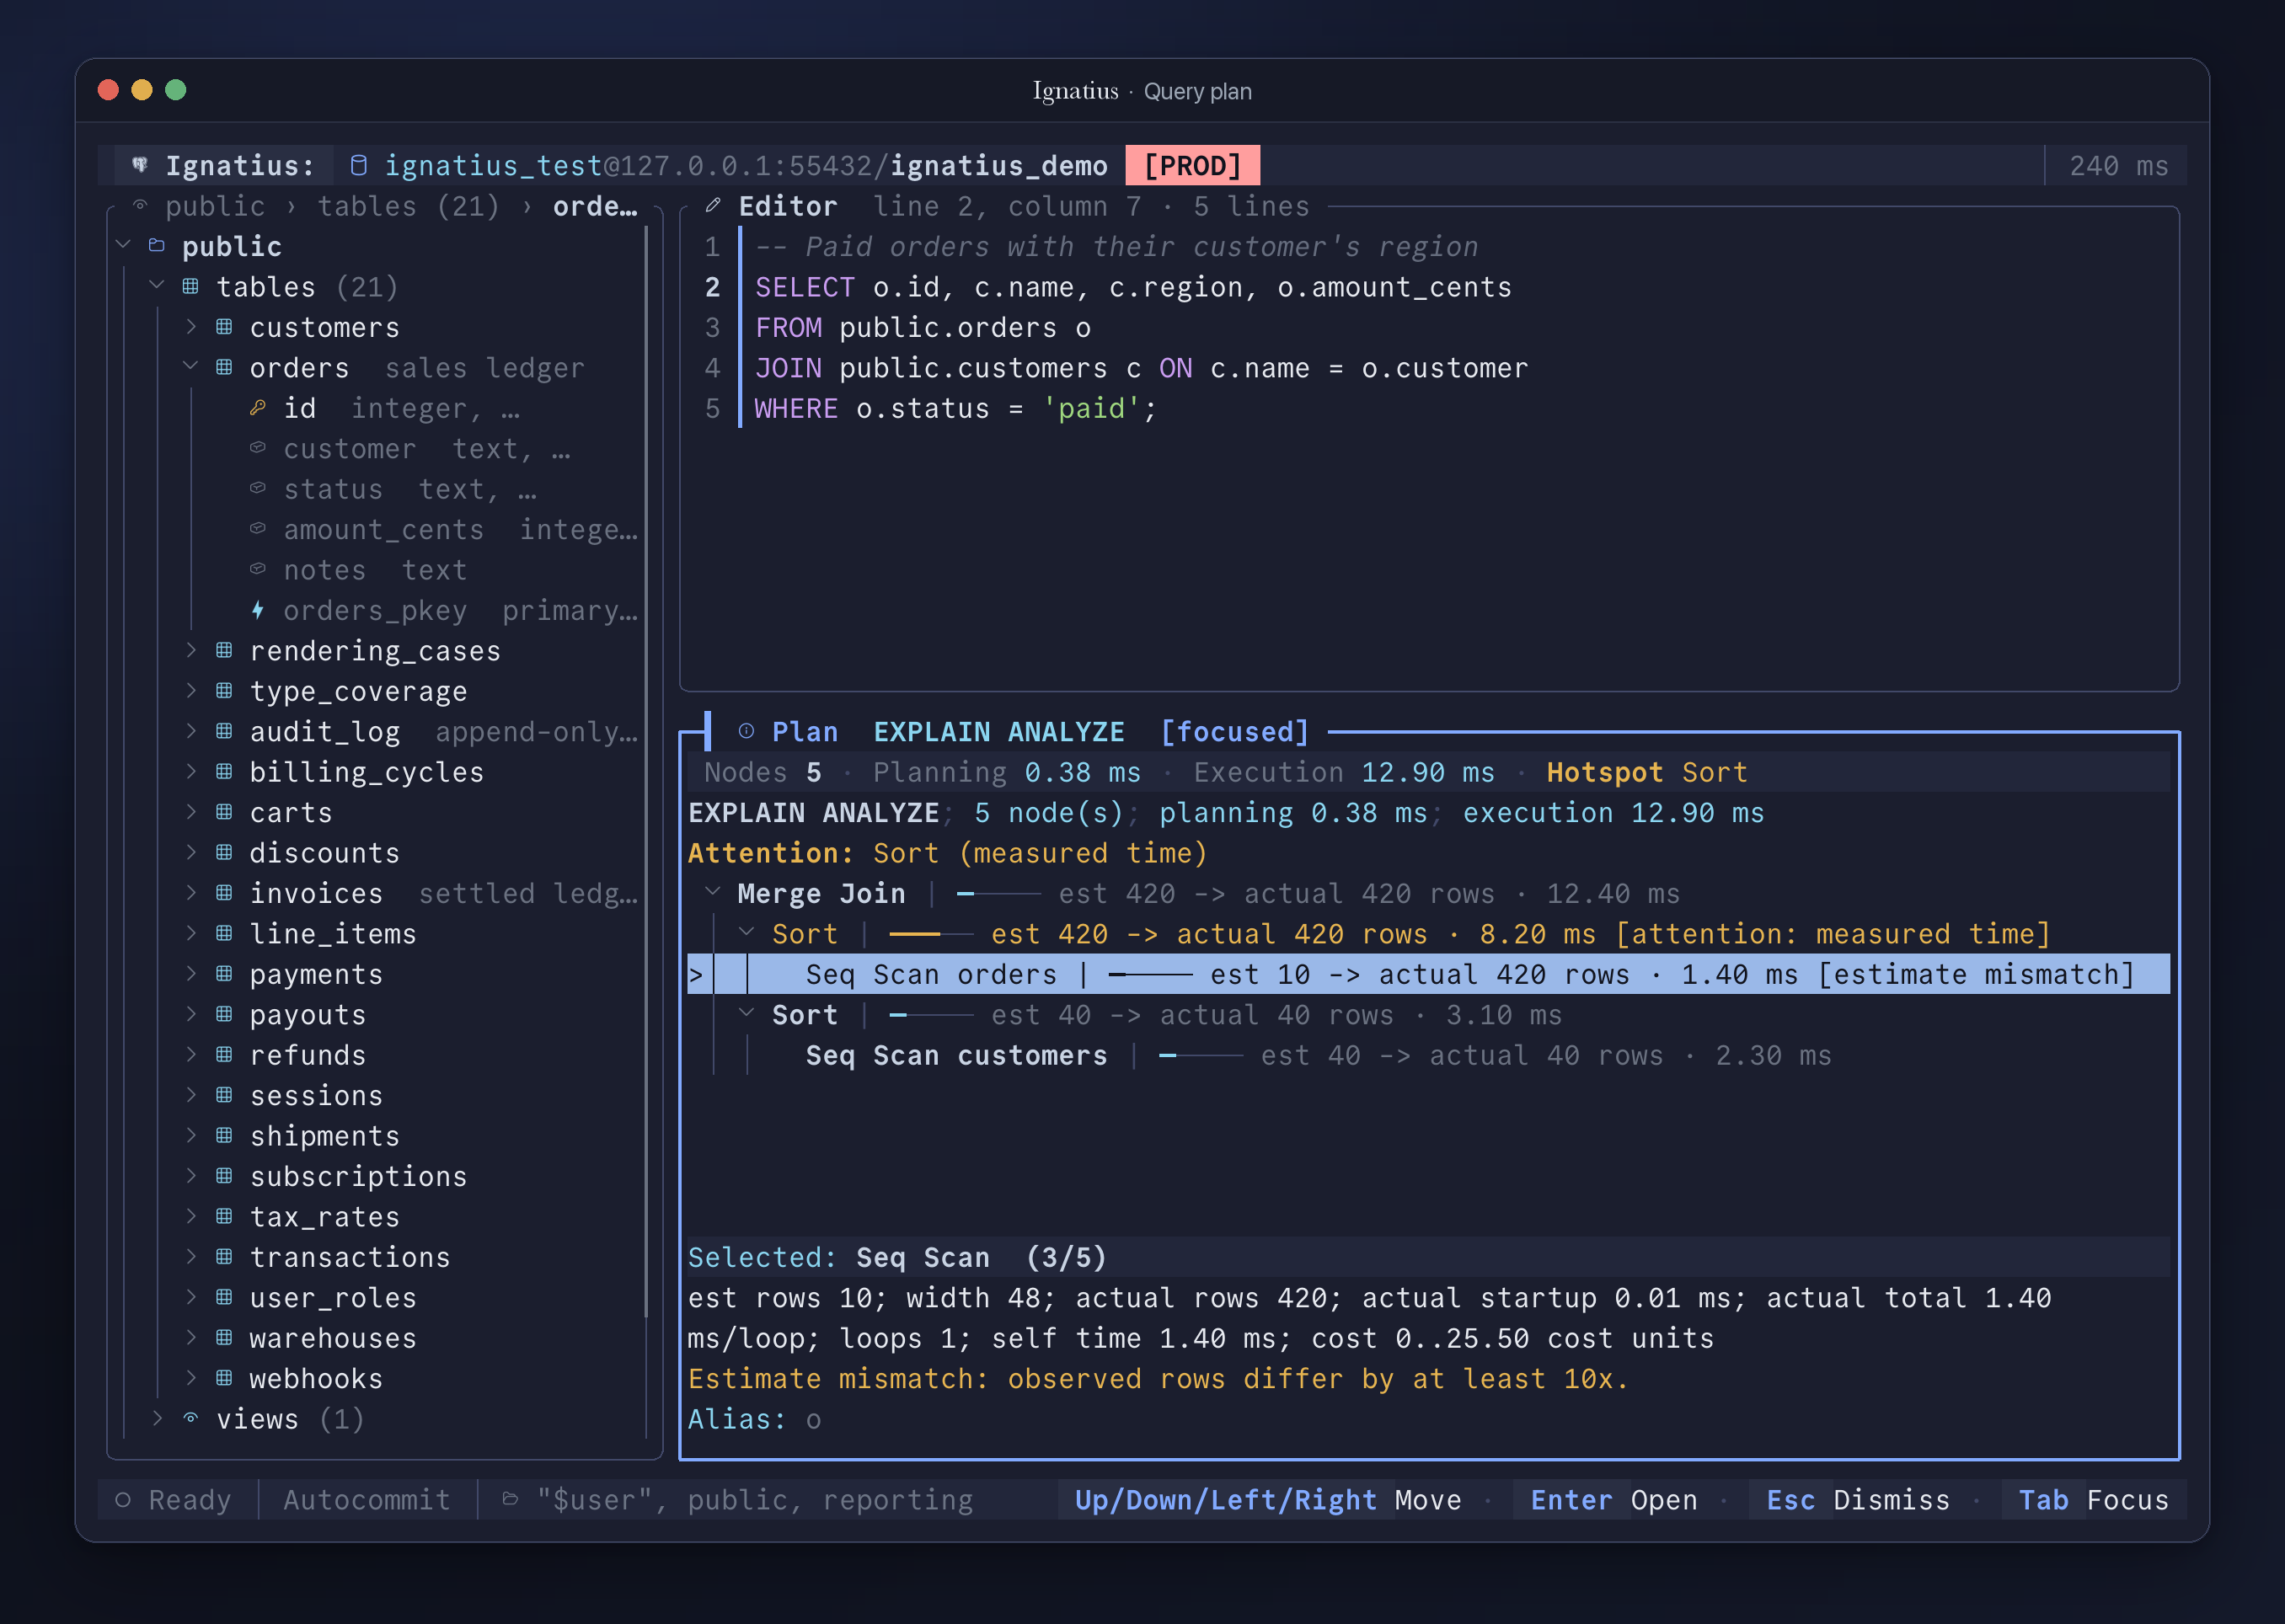 Ignatius · Query plan
Ignatius: ignatius_test@127.0.0.1:55432/ignatius_demo [PROD] 240 ms
public › tables (21) › orde…
public
tables (21)
customers
orders sales ledger
id integer, …
customer text, …
status text, …
amount_cents intege…
notes text
orders_pkey primary…
rendering_cases
type_coverage
audit_log append-only…
billing_cycles
carts
discounts
invoices settled ledg…
line_items
payments
payouts
refunds
sessions
shipments
subscriptions
tax_rates
transactions
user_roles
warehouses
webhooks
views (1)
Editor line 2, column 7 · 5 lines
1 -- Paid orders with their customer's region
2 SELECT o.id, c.name, c.region, o.amount_cents
3 FROM public.orders o
4 JOIN public.customers c ON c.name = o.customer
5 WHERE o.status = 'paid';
Plan EXPLAIN ANALYZE [focused]
Nodes 5 · Planning 0.38 ms · Execution 12.90 ms · Hotspot Sort
EXPLAIN ANALYZE; 5 node(s); planning 0.38 ms; execution 12.90 ms
Attention: Sort (measured time)
Merge Join | est 420 -> actual 420 rows · 12.40 ms
Sort | est 420 -> actual 420 rows · 8.20 ms [attention: measured time]
> Seq Scan orders | est 10 -> actual 420 rows · 1.40 ms [estimate mismatch]
Sort | est 40 -> actual 40 rows · 3.10 ms
Seq Scan customers | est 40 -> actual 40 rows · 2.30 ms
Selected: Seq Scan (3/5)
est rows 10; width 48; actual rows 420; actual startup 0.01 ms; actual total 1.40
ms/loop; loops 1; self time 1.40 ms; cost 0..25.50 cost units
Estimate mismatch: observed rows differ by at least 10x.
Alias: o
Ready Autocommit "$user", public, reporting Up/Down/Left/Right Move · Enter Open · Esc Dismiss · Tab Focus